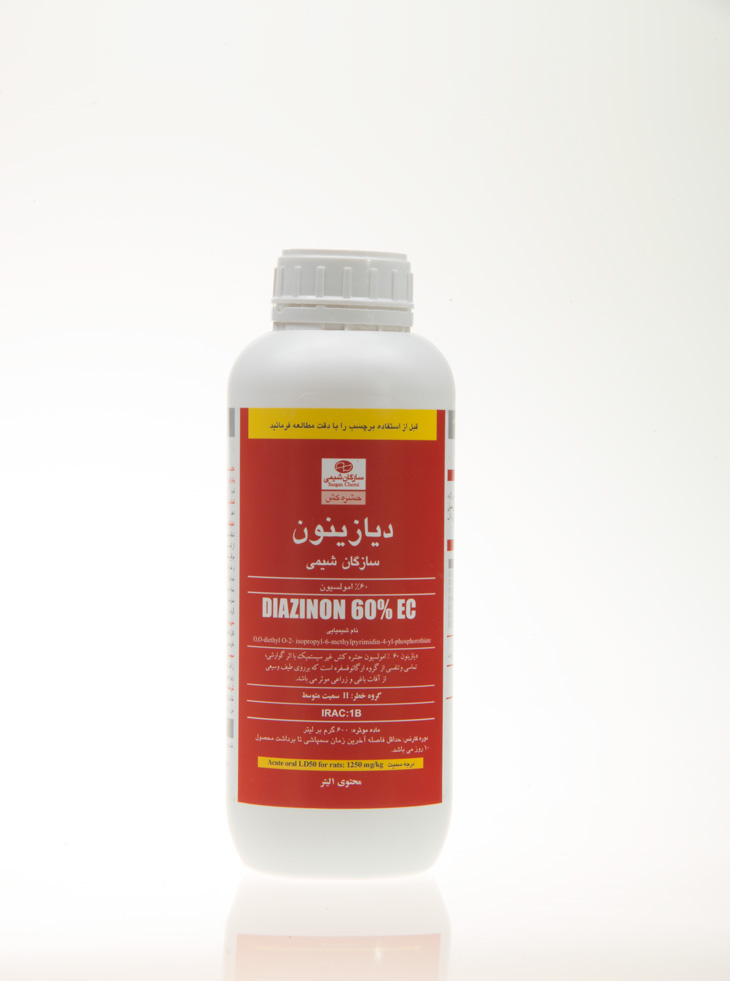 قبل از استفاده برچسب را با دقت مطالعه فرمائید
سازگان شیمی
Sazgan Chemi
حشره کش
دیازینون
سازگان شیمی
۶۰٪ امولسیون
DIAZINON 60% EC
نام شیمیایی
O,O-diethyl O-2- isopropyl-6-methylpyrimidin-4-yl-phosphorothiate
دیازینون ۶۰ ٪ امولسیون حشره کش غیر سیستمیک با اثر گوارشی،
تماسی وتنفسی از گروه ارگانوفسفره است که برروی طیف وسیعی
از آفات باغی و زراعی موثر می باشد.
گروه خطر: II سمیت متوسط
IRAC:1B
ماده موثره: ۶۰۰ گرم بر لیتر
دوره کارنس: حداقل فاصله آخرین زمان سمپاشی تا برداشت محصول
۱۰ روز می باشد.
درجه سمیت Acute oral LD50 for rats: 1250 mg/kg
محتوی ۱لیتر